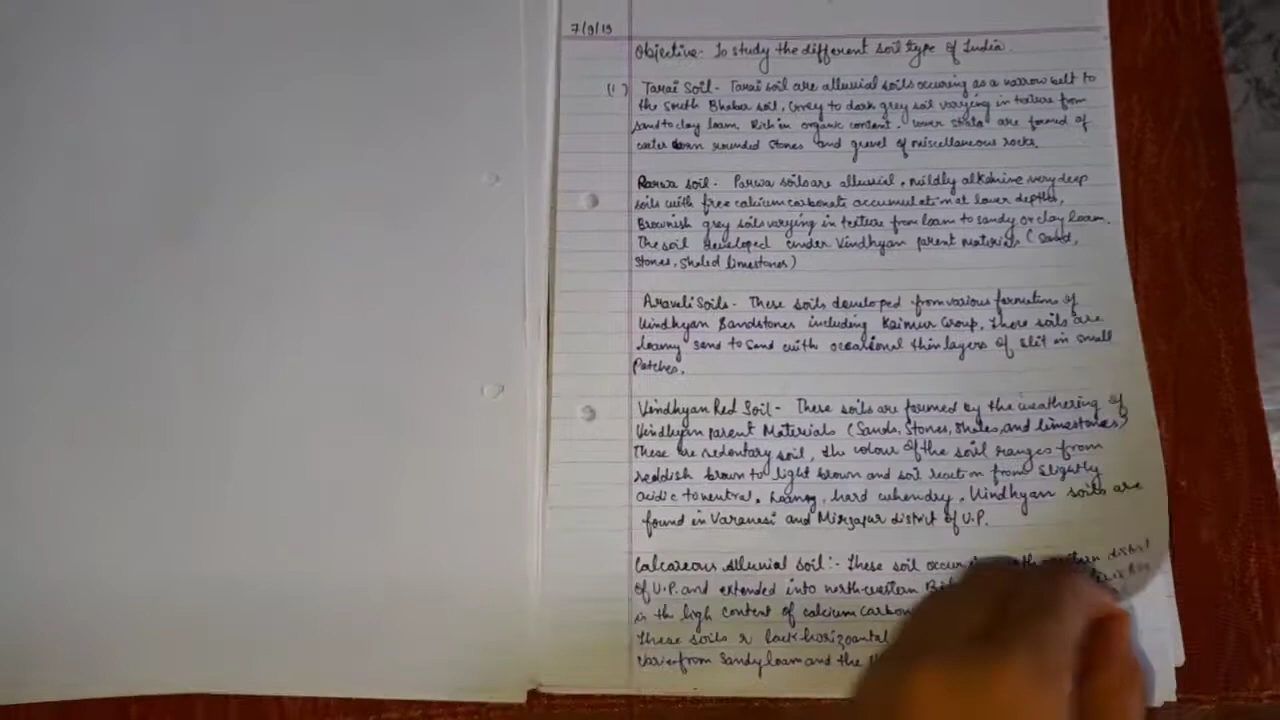 7/9/19
Objective- To study the different soil type of India.
(1) Tarai Soil- Tarai soil are alluvial soils occuring as a narrow belt to
the south Bhabar soil, Grey to dark grey soil varying in texture from
sand to clay loam. Rich in organic content. Lower strata are formed of
water rounded stones and gravel of miscellaneous rocks.
Parwa soil- Parwa soils are alluvial, mildly alkaline very deep
soils with free calcium carbonate accumulation at lower depths,
Brownish grey soils varying in texture from loam to sandy or clay loam.
The soil developed under Vindhyan parent materials (Sand,
Stones, Shaled limestones)
Aravali Soils- These soils developed from various formations of
Vindhyan Sandstones including Kaimur Group, These soils are
loamy sand to sand with occasional thin layers of slit in small
Patches.
Vindhyan Red Soil- These soils are formed by the weathering of
Vindhyan parent Materials (Sands, Stones, Shales, and limestones)
These are redentary soil, the colour of the soil ranges from
reddish brown to light brown and soil reaction from slightly
acidic to neutral. Loamy, hard when dry. Vindhyan soils are
found in Varanasi and Mirzapur district of U.P.
Calcareous Alluvial soil:- These soil occur district
of U.P. and extended into north-western
is the high content of calcium
These soils r lack horizoantal
varies from Sandy loam and the